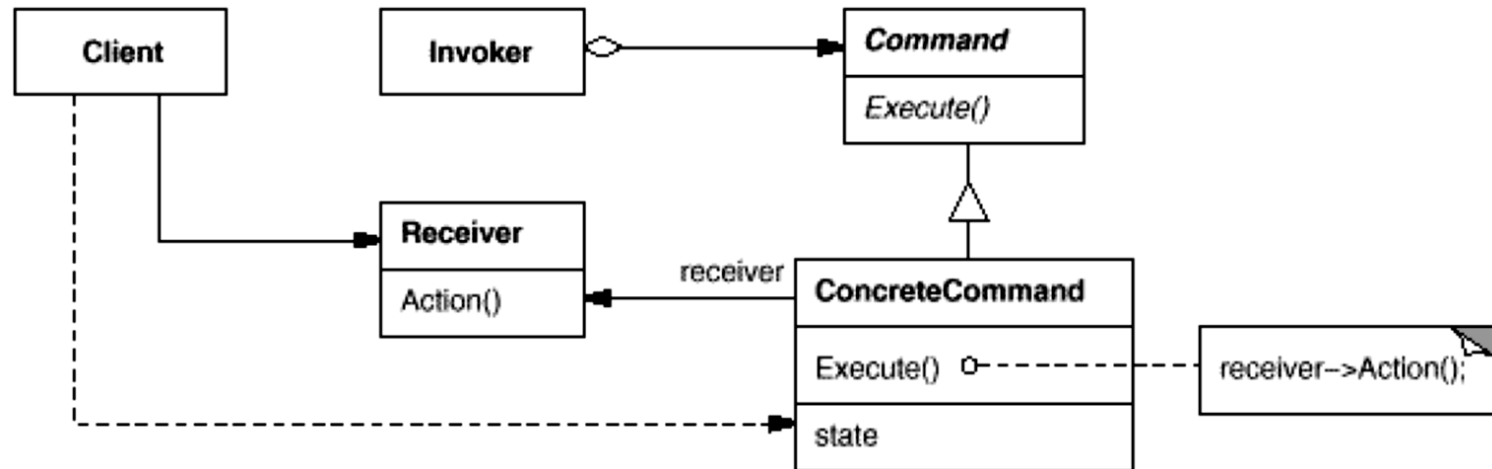 Client
Invoker
Command
Execute()
Receiver
Action()
receiver
ConcreteCommand
Execute()
receiver–>Action();
state